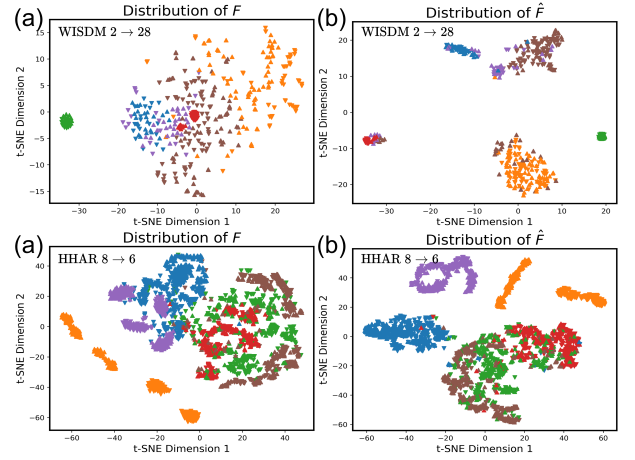 (a)
Distribution of F
WISDM 2 → 28
15
10
5
0
−5
−10
−15
t-SNE Dimension 2
−30
−20
−10
0
10
20
t-SNE Dimension 1
(b)
Distribution of F̂
WISDM 2 → 28
20
10
0
−10
−20
t-SNE Dimension 2
−30
−20
−10
0
10
20
t-SNE Dimension 1
(a)
Distribution of F
HHAR 8 → 6
40
20
0
−20
−40
−60
t-SNE Dimension 2
−60
−40
−20
0
20
40
t-SNE Dimension 1
(b)
Distribution of F̂
HHAR 8 → 6
40
20
0
−20
−40
−60
t-SNE Dimension 2
−60
−40
−20
0
20
40
60
t-SNE Dimension 1